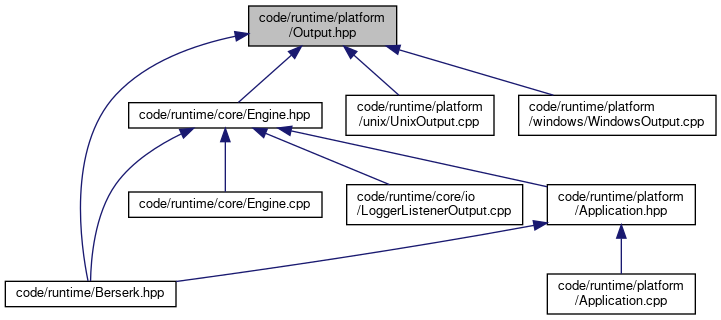 code/runtime/platform
/Output.hpp
code/runtime/core/Engine.hpp
code/runtime/platform
/unix/UnixOutput.cpp
code/runtime/platform
/windows/WindowsOutput.cpp
code/runtime/core/Engine.cpp
code/runtime/core/io
/LoggerListenerOutput.cpp
code/runtime/platform
/Application.hpp
code/runtime/Berserk.hpp
code/runtime/platform
/Application.cpp